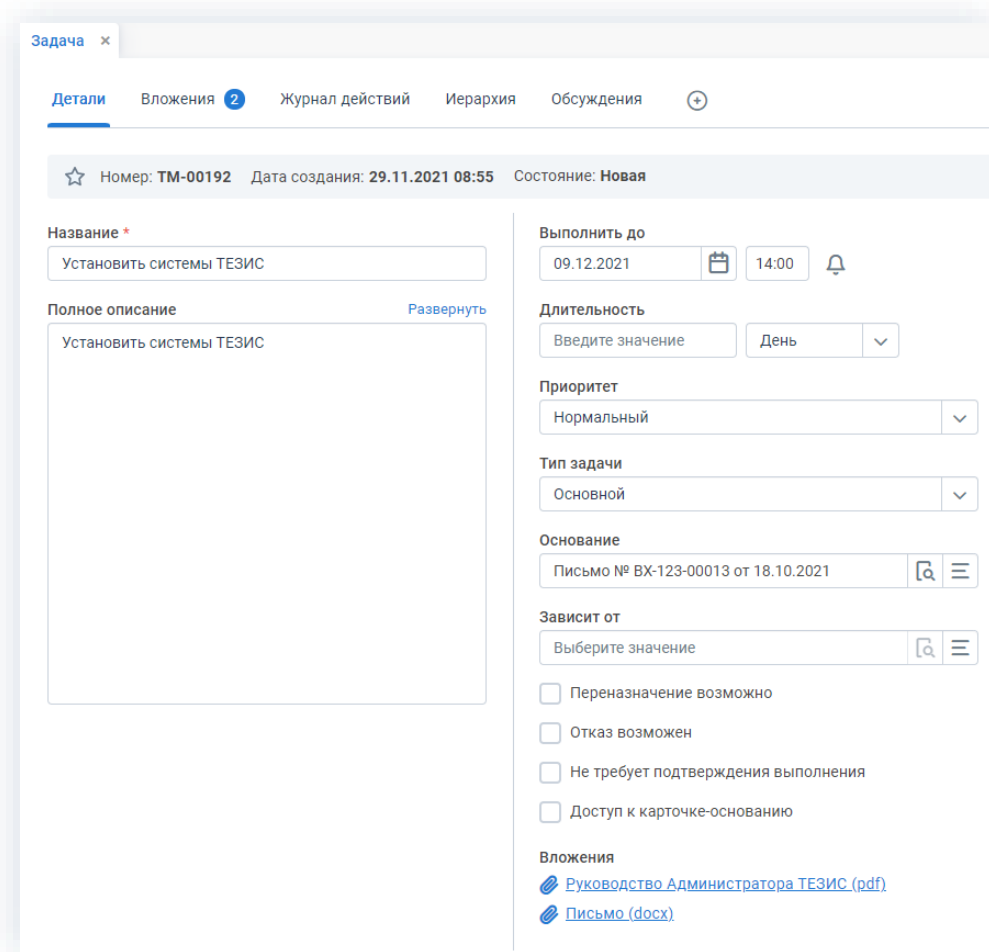 Задача ×
Детали Вложения 2 Журнал действий Иерархия Обсуждения
Номер: ТМ-00192 Дата создания: 29.11.2021 08:55 Состояние: Новая
Название *
Установить системы ТЕЗИС
Полное описание Развернуть
Установить системы ТЕЗИС
Выполнить до
09.12.2021 14:00
Длительность
Введите значение День
Приоритет
Нормальный
Тип задачи
Основной
Основание
Письмо № ВХ-123-00013 от 18.10.2021
Зависит от
Выберите значение
Переназначение возможно
Отказ возможен
Не требует подтверждения выполнения
Доступ к карточке-основанию
Вложения
Руководство Администратора ТЕЗИС (pdf)
Письмо (docx)